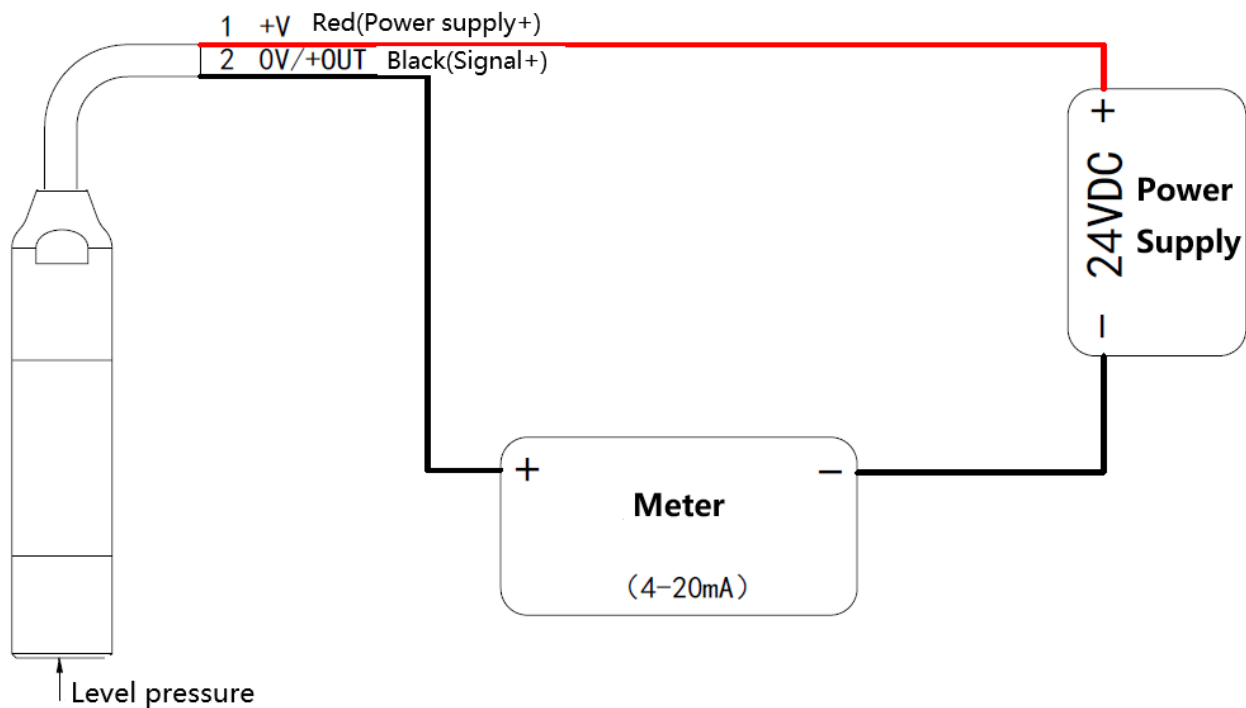 1 +V Red(Power supply+)
2 0V/+OUT Black(Signal+)
+
24VDC
−
Power
Supply
+ −
Meter
(4-20mA)
Level pressure